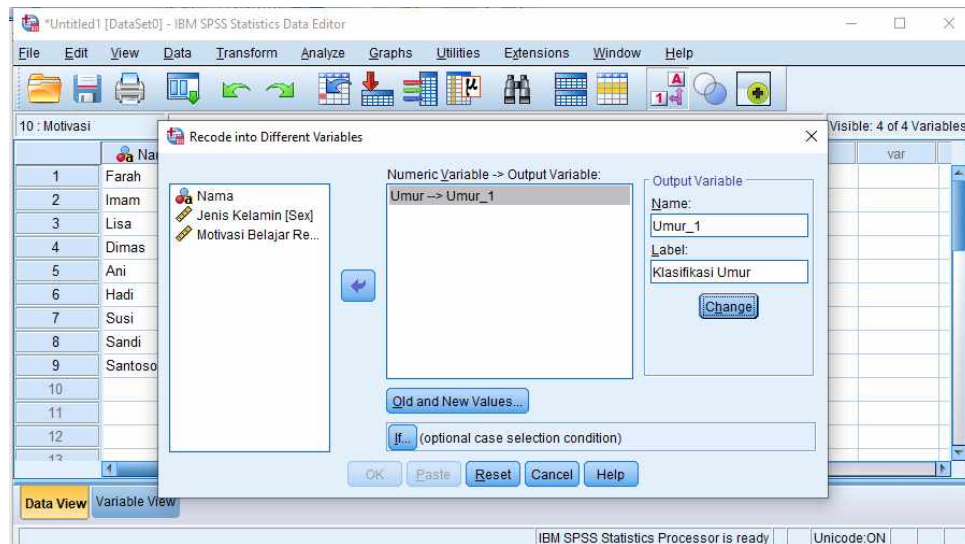 *Untitled1 [DataSet0] - IBM SPSS Statistics Data Editor
File Edit View Data Transform Analyze Graphs Utilities Extensions Window Help
10 : Motivasi
Visible: 4 of 4 Variables
Na
var
1 Farah
2 Imam
3 Lisa
4 Dimas
5 Ani
6 Hadi
7 Susi
8 Sandi
9 Santoso
10
11
12
13
Recode into Different Variables
Nama
Jenis Kelamin [Sex]
Motivasi Belajar Re...
Numeric Variable -> Output Variable:
Umur --> Umur_1
Output Variable
Name:
Umur_1
Label:
Klasifikasi Umur
Change
Old and New Values...
If... (optional case selection condition)
OK Paste Reset Cancel Help
Data View Variable View
IBM SPSS Statistics Processor is ready Unicode:ON